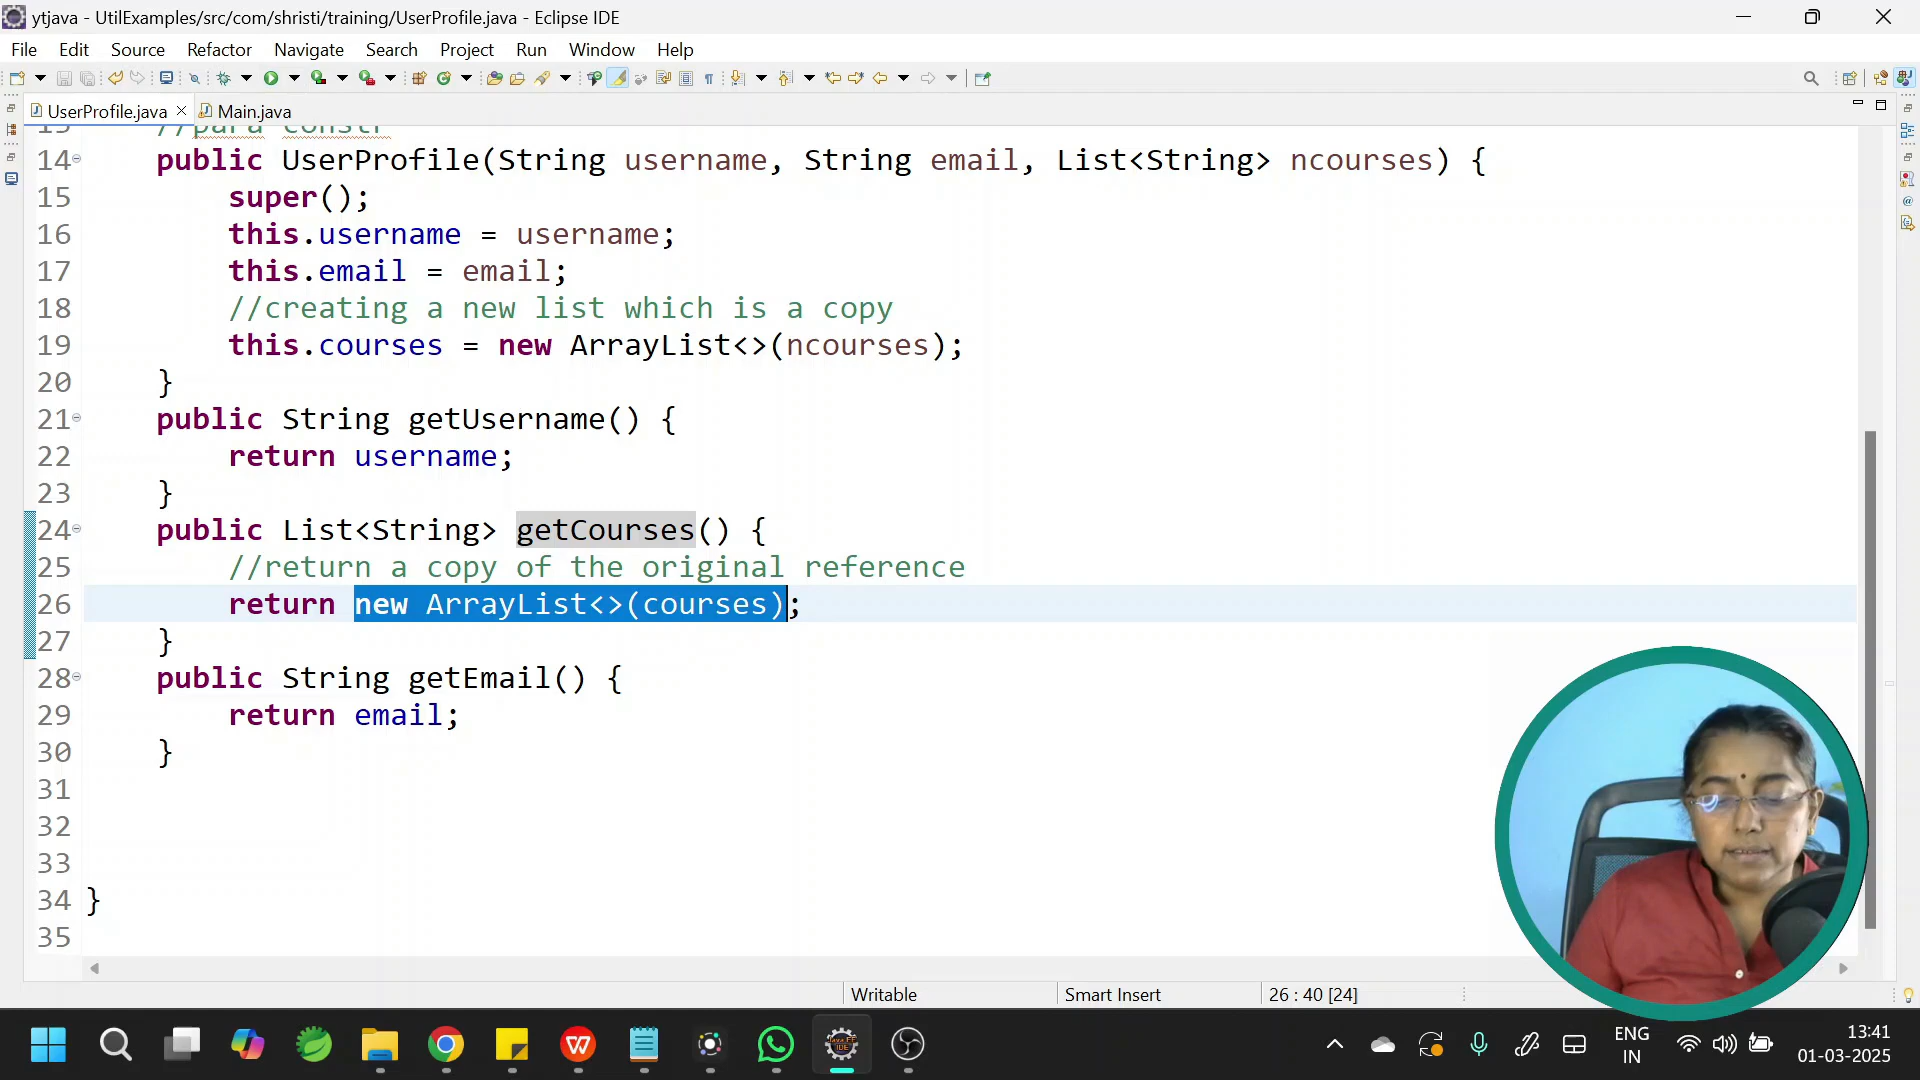 ytjava - UtilExamples/src/com/shristi/training/UserProfile.java - Eclipse IDE
File Edit Source Refactor Navigate Search Project Run Window Help
UserProfile.java Main.java
//para constr
14 public UserProfile(String username, String email, List<String> ncourses) {
15 super();
16 this.username = username;
17 this.email = email;
18 //creating a new list which is a copy
19 this.courses = new ArrayList<>(ncourses);
20 }
21 public String getUsername() {
22 return username;
23 }
24 public List<String> getCourses() {
25 //return a copy of the original reference
26 return new ArrayList<>(courses);
27 }
28 public String getEmail() {
29 return email;
30 }
31
32
33
34 }
35
Writable Smart Insert 26 : 40 [24]
ENG
IN
13:41
01-03-2025